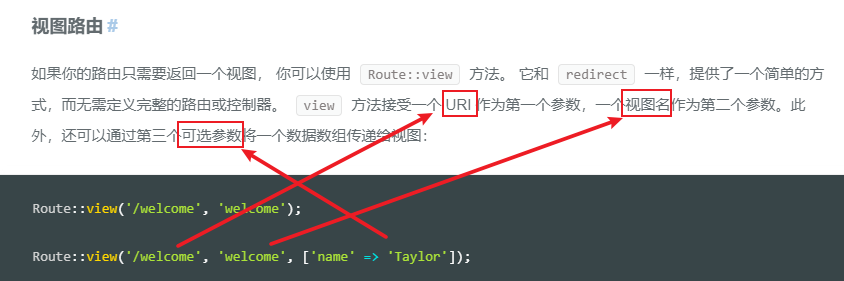 视图路由#
如果你的路由只需要返回一个视图， 你可以使用 Route::view 方法。 它和 redirect 一样，提供了一个简单的方
式，而无需定义完整的路由或控制器。 view 方法接受一个 URI 作为第一个参数，一个视图名作为第二个参数。此
外，还可以通过第三个可选参数将一个数据数组传递给视图：
Route::view('/welcome', 'welcome');
Route::view('/welcome', 'welcome', ['name' => 'Taylor']);